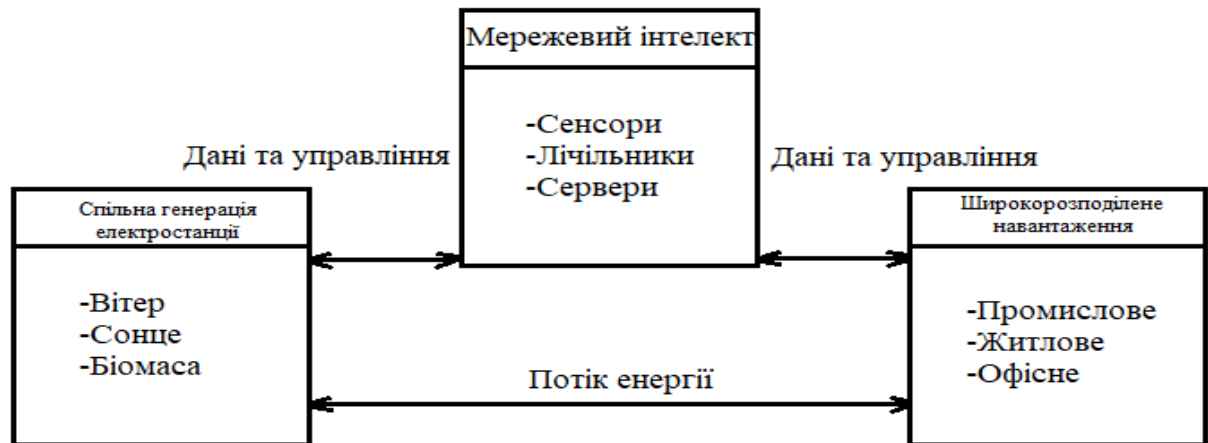 Мережевий інтелект
-Сенсори
-Лічільники
-Сервери
Дані та управління
Дані та управління
Спільна генерація
електростанції
-Вітер
-Сонце
-Біомаса
Широкорозподілене
навантаження
-Промислове
-Житлове
-Офісне
Потік енергії